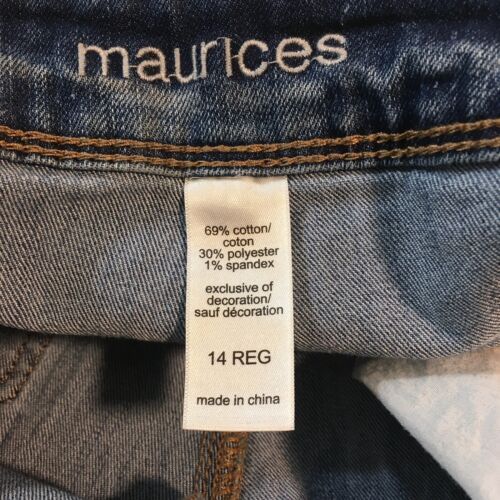 maurices
69% cotton/
coton
30% polyester
1% spandex
exclusive of
decoration/
sauf décoration
14 REG
made in china